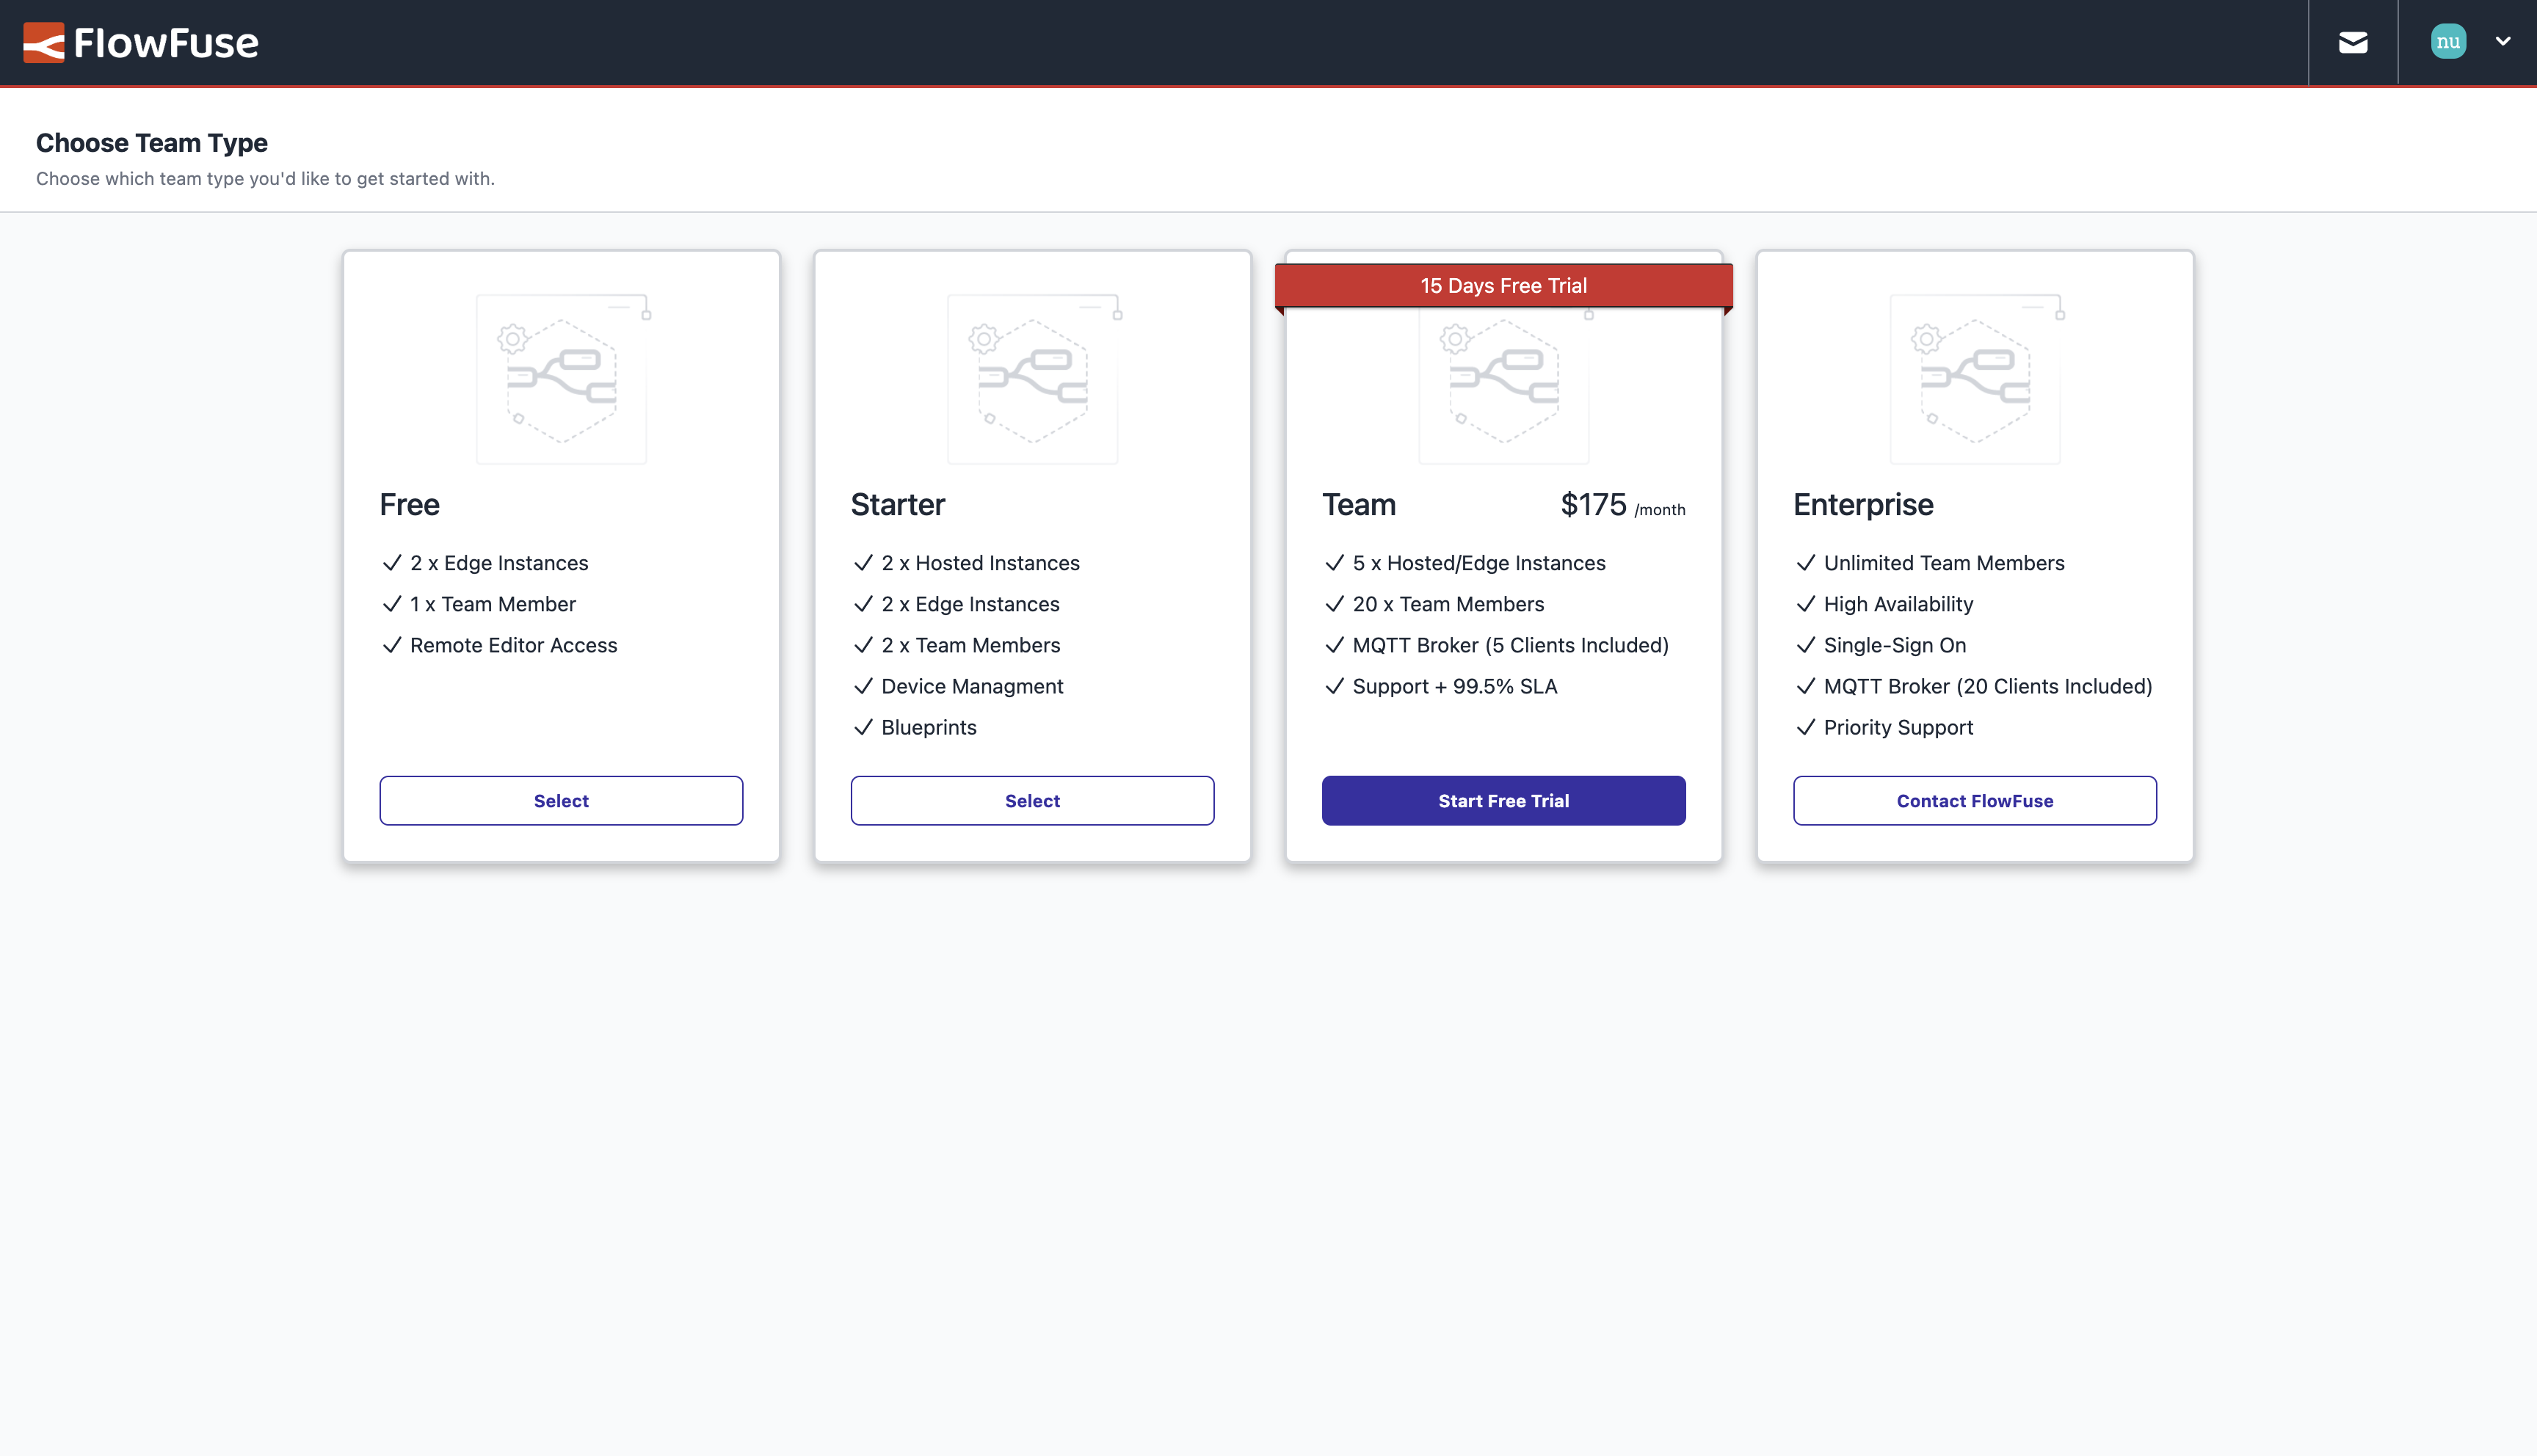 FlowFuse
nu
Choose Team Type
Choose which team type you'd like to get started with.
Free
2 x Edge Instances
1 x Team Member
Remote Editor Access
Select
Starter
2 x Hosted Instances
2 x Edge Instances
2 x Team Members
Device Managment
Blueprints
Select
15 Days Free Trial
Team $175 /month
5 x Hosted/Edge Instances
20 x Team Members
MQTT Broker (5 Clients Included)
Support + 99.5% SLA
Start Free Trial
Enterprise
Unlimited Team Members
High Availability
Single-Sign On
MQTT Broker (20 Clients Included)
Priority Support
Contact FlowFuse